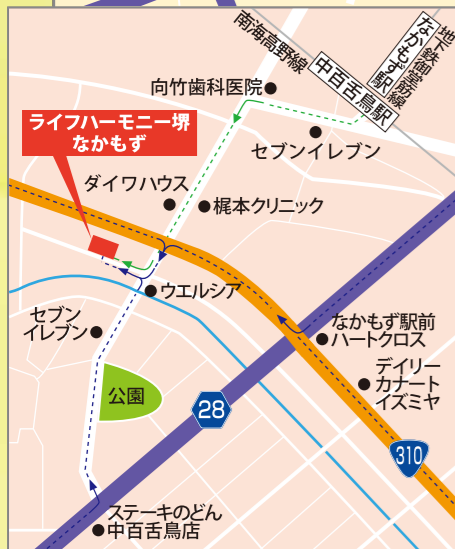 南海高野線
中百舌鳥駅
地下鉄御堂筋線
なかもず駅
向竹歯科医院
セブンイレブン
ライフハーモニー堺
なかもず
ダイワハウス
梶本クリニック
ウエルシア
セブン
イレブン
なかもず駅前
ハートクロス
デイリー
カナート
イズミヤ
公園
28
310
ステーキのどん
中百舌鳥店